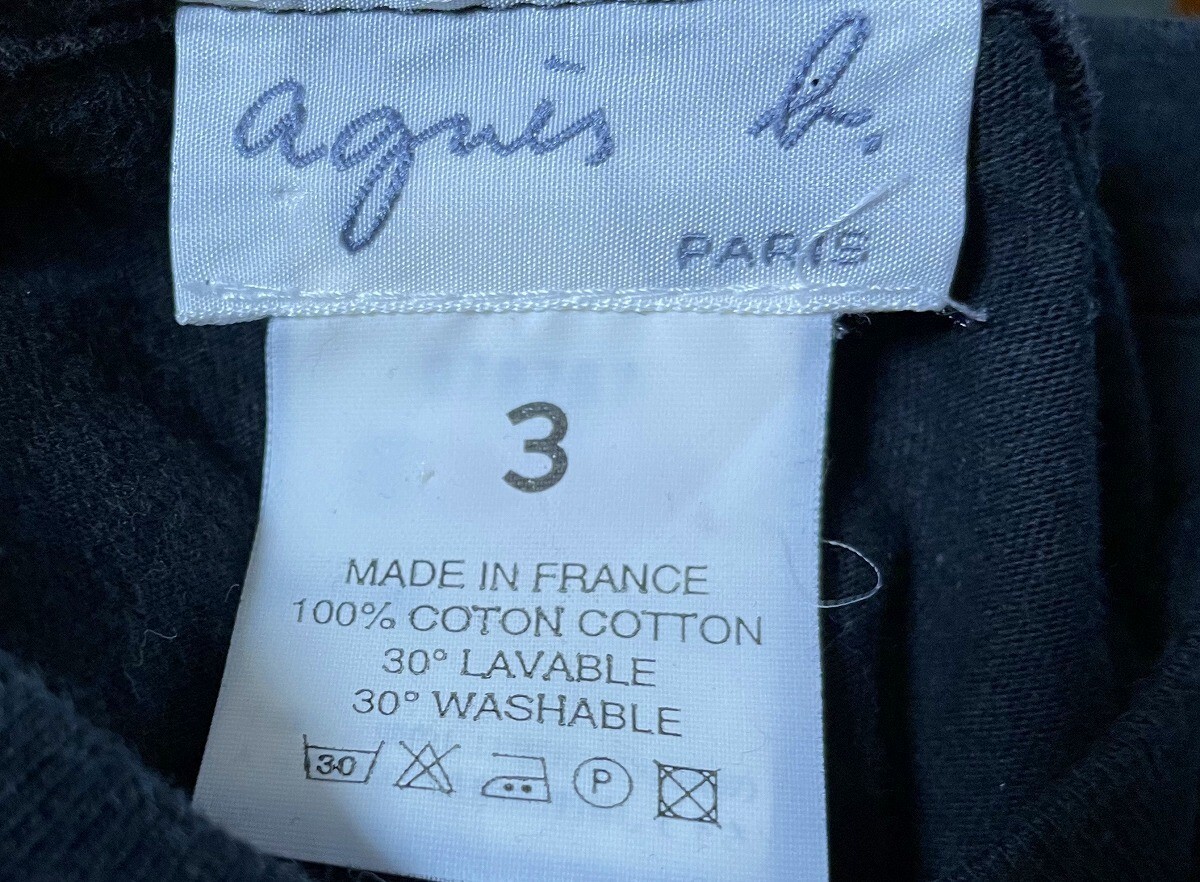 agnès b.
PARIS
3
MADE IN FRANCE
100% COTON COTTON
30° LAVABLE
30° WASHABLE
30 P